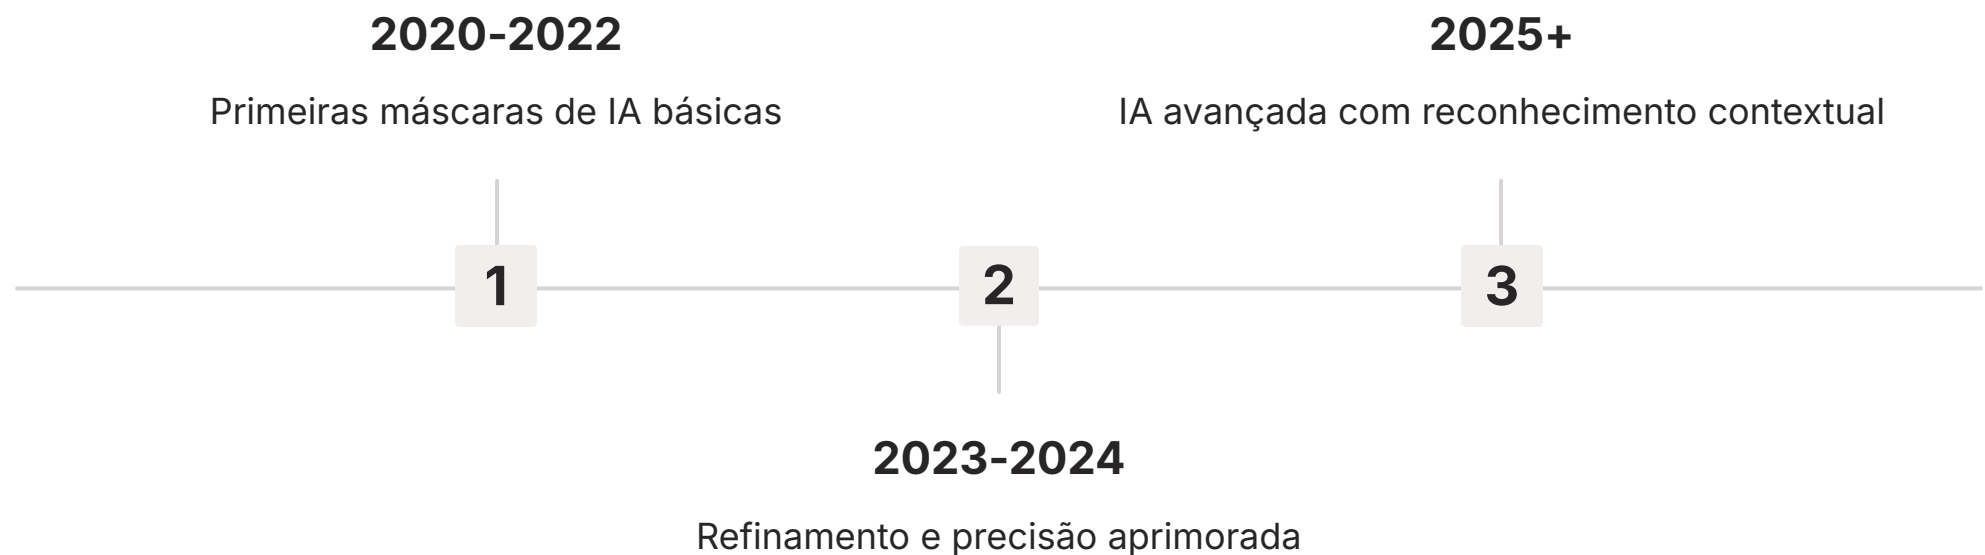 2020-2022
Primeiras máscaras de IA básicas
2025+
IA avançada com reconhecimento contextual
1
2
3
2023-2024
Refinamento e precisão aprimorada